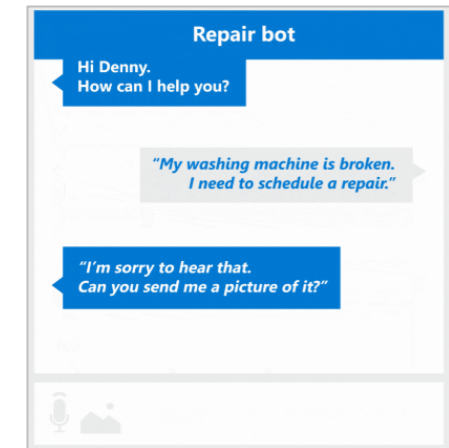 Repair bot
Hi Denny.
How can I help you?
“My washing machine is broken.
I need to schedule a repair.”
“I’m sorry to hear that.
Can you send me a picture of it?”